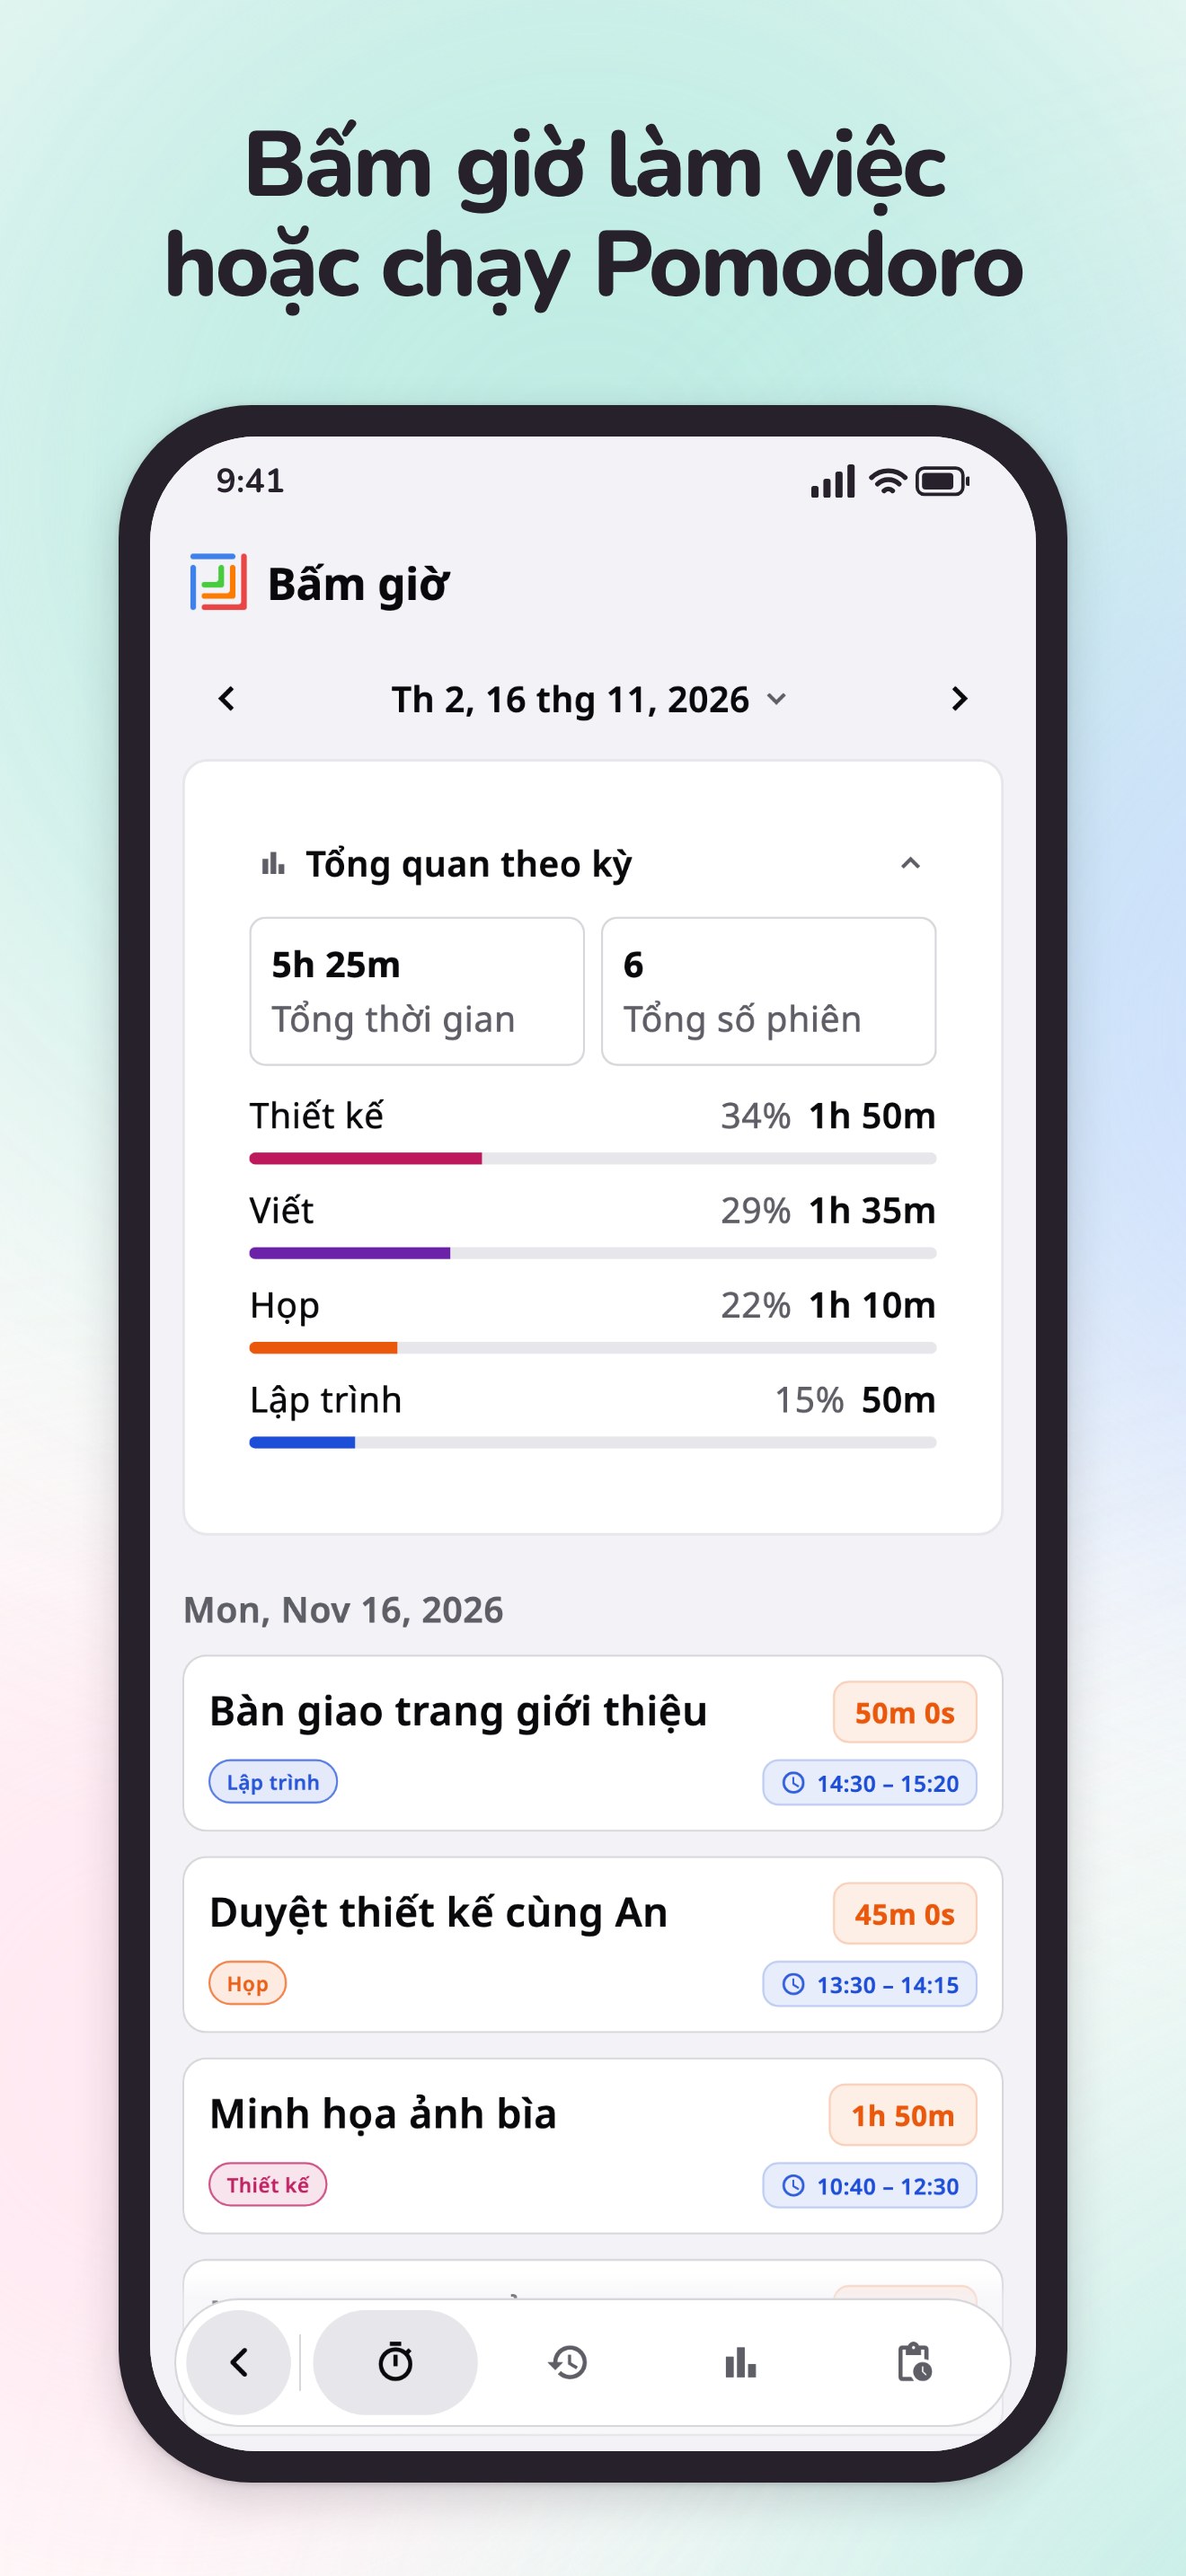 Bấm giờ làm việc
hoặc chạy Pomodoro
9:41
Bấm giờ
Th 2, 16 thg 11, 2026
Tổng quan theo kỳ
5h 25m
Tổng thời gian
6
Tổng số phiên
Thiết kế 34% 1h 50m
Viết 29% 1h 35m
Họp 22% 1h 10m
Lập trình 15% 50m
Mon, Nov 16, 2026
Bàn giao trang giới thiệu 50m 0s
Lập trình 14:30 – 15:20
Duyệt thiết kế cùng An 45m 0s
Họp 13:30 – 14:15
Minh họa ảnh bìa 1h 50m
Thiết kế 10:40 – 12:30